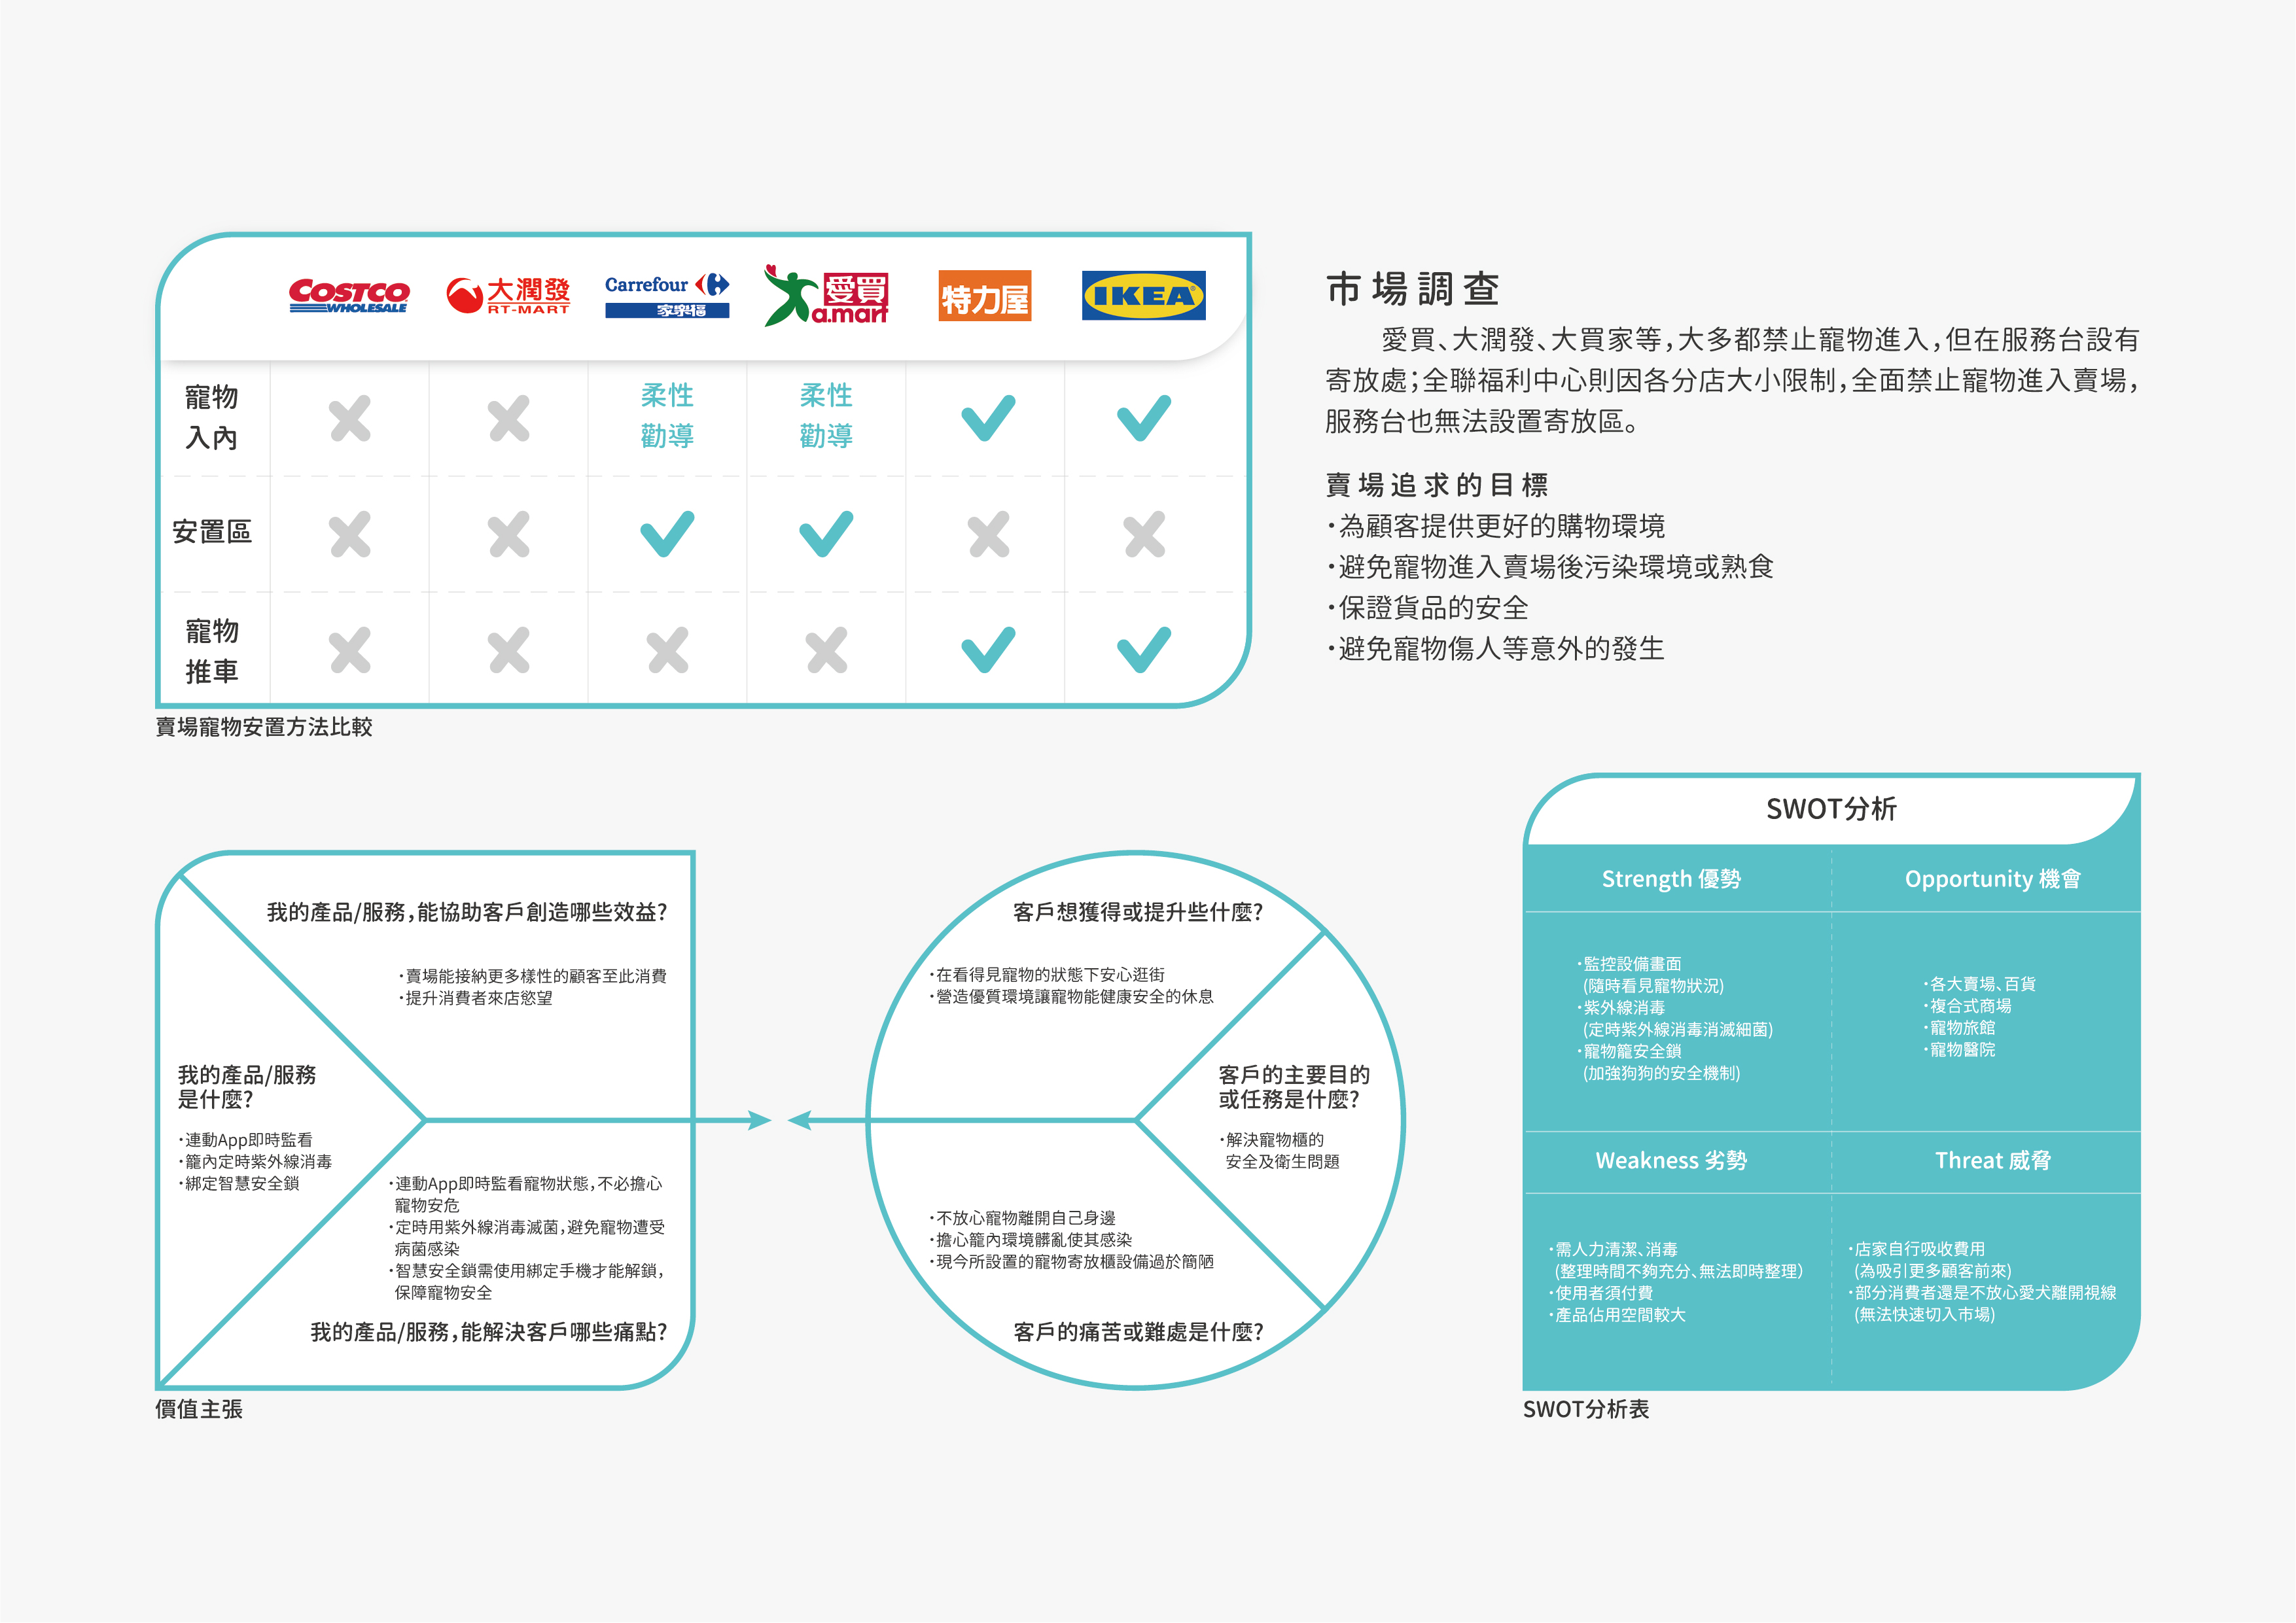 COSTCO
WHOLESALE
大潤發
RT-MART
Carrefour
家樂福
愛買
a.mart
特力屋
IKEA
寵物
入內
柔性
勸導
柔性
勸導
安置區
寵物
推車
賣場寵物安置方法比較
市場調查
愛買、大潤發、大買家等，大多都禁止寵物進入，但在服務台設有
寄放處；全聯福利中心則因各分店大小限制，全面禁止寵物進入賣場，
服務台也無法設置寄放區。
賣場追求的目標
・為顧客提供更好的購物環境
・避免寵物進入賣場後污染環境或熟食
・保證貨品的安全
・避免寵物傷人等意外的發生
我的產品/服務，能協助客戶創造哪些效益?
・賣場能接納更多樣性的顧客至此消費
・提升消費者來店慾望
我的產品/服務
是什麼?
・連動App即時監看
・籠內定時紫外線消毒
・綁定智慧安全鎖
・連動App即時監看寵物狀態，不必擔心
寵物安危
・定時用紫外線消毒滅菌，避免寵物遭受
病菌感染
・智慧安全鎖需使用綁定手機才能解鎖，
保障寵物安全
我的產品/服務，能解決客戶哪些痛點?
價值主張
客戶想獲得或提升些什麼?
・在看得見寵物的狀態下安心逛街
・營造優質環境讓寵物能健康安全的休息
客戶的主要目的
或任務是什麼?
・解決寵物櫃的
安全及衛生問題
・不放心寵物離開自己身邊
・擔心籠內環境髒亂使其感染
・現今所設置的寵物寄放櫃設備過於簡陋
客戶的痛苦或難處是什麼?
SWOT分析
Strength 優勢
・監控設備畫面
(隨時看見寵物狀況)
・紫外線消毒
(定時紫外線消毒消滅細菌)
・寵物籠安全鎖
(加強狗狗的安全機制)
Opportunity 機會
・各大賣場、百貨
・複合式商場
・寵物旅館
・寵物醫院
Weakness 劣勢
・需人力清潔、消毒
(整理時間不夠充分、無法即時整理)
・使用者須付費
・產品佔用空間較大
Threat 威脅
・店家自行吸收費用
(為吸引更多顧客前來)
・部分消費者還是不放心愛犬離開視線
(無法快速切入市場)
SWOT分析表